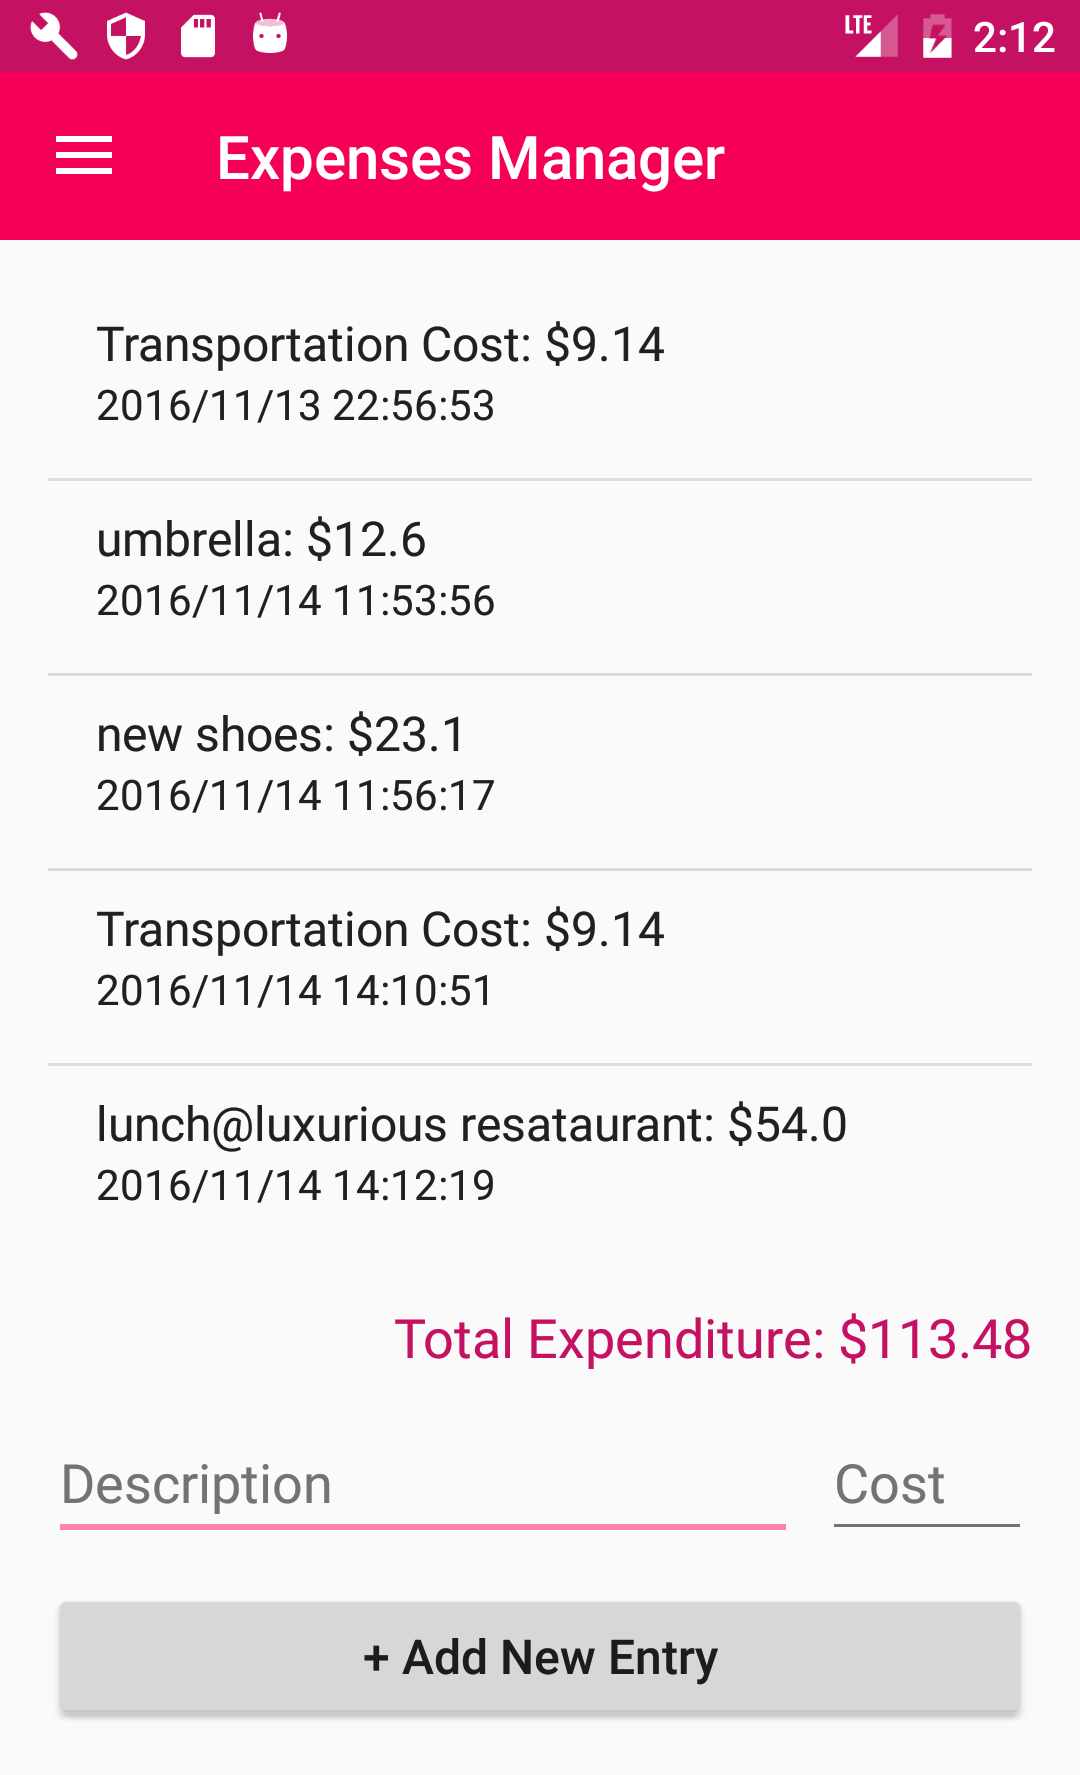 LTE 2:12
Expenses Manager
Transportation Cost: $9.14
2016/11/13 22:56:53
umbrella: $12.6
2016/11/14 11:53:56
new shoes: $23.1
2016/11/14 11:56:17
Transportation Cost: $9.14
2016/11/14 14:10:51
lunch@luxurious resataurant: $54.0
2016/11/14 14:12:19
Total Expenditure: $113.48
Description Cost
+ Add New Entry